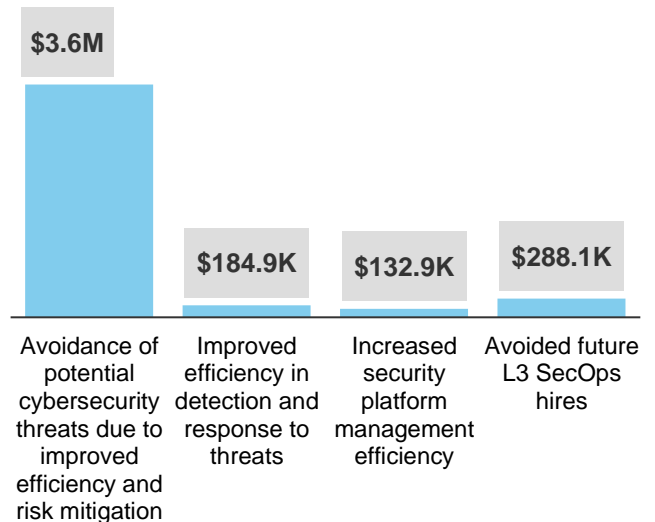 $3.6M
$184.9K
$132.9K
$288.1K
Avoidance of
potential
cybersecurity
threats due to
improved
efficiency and
risk mitigation
Improved
efficiency in
detection and
response to
threats
Increased
security
platform
management
efficiency
Avoided future
L3 SecOps
hires